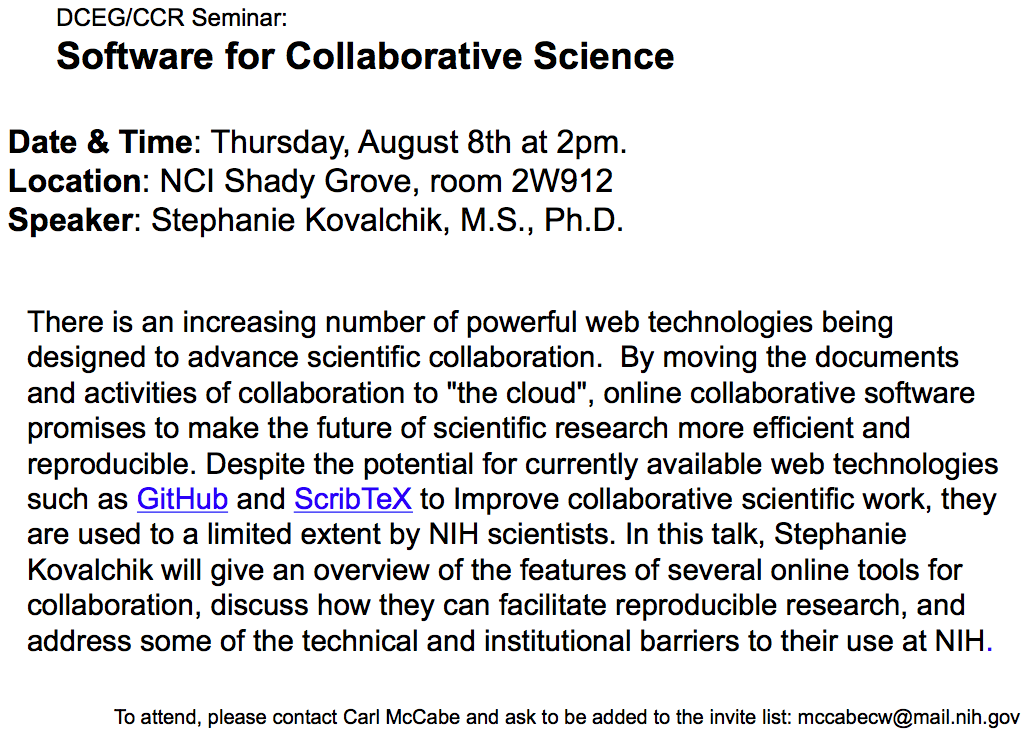 DCEG/CCR Seminar:
Software for Collaborative Science
Date & Time: Thursday, August 8th at 2pm.
Location: NCI Shady Grove, room 2W912
Speaker: Stephanie Kovalchik, M.S., Ph.D.
There is an increasing number of powerful web technologies being
designed to advance scientific collaboration.  By moving the documents
and activities of collaboration to "the cloud", online collaborative software
promises to make the future of scientific research more efficient and
reproducible. Despite the potential for currently available web technologies
such as GitHub and ScribTeX to Improve collaborative scientific work, they
are used to a limited extent by NIH scientists. In this talk, Stephanie
Kovalchik will give an overview of the features of several online tools for
collaboration, discuss how they can facilitate reproducible research, and
address some of the technical and institutional barriers to their use at NIH.
To attend, please contact Carl McCabe and ask to be added to the invite list: mccabecw@mail.nih.gov